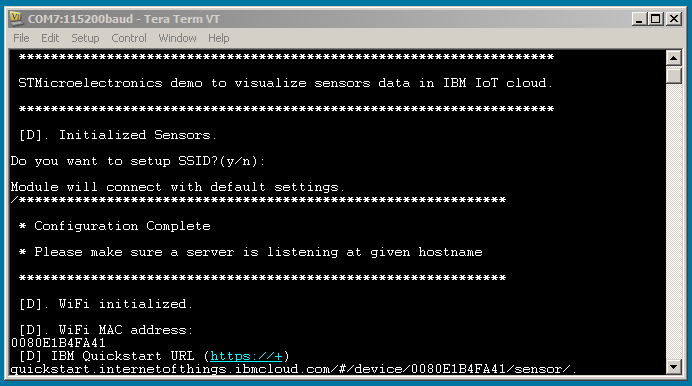 COM7:115200baud - Tera Term VT
File Edit Setup Control Window Help
*******************************************************************
STMicroelectronics demo to visualize sensors data in IBM IoT cloud.
*******************************************************************
[D]. Initialized Sensors.
Do you want to setup SSID?(y/n):
Module will connect with default settings.
/************************************************************
* Configuration Complete
* Please make sure a server is listening at given hostname
*************************************************************
[D]. WiFi initialized.
[D]. WiFi MAC address:
0080E1B4FA41
[D] IBM Quickstart URL (https://+)
quickstart.internetofthings.ibmcloud.com/#/device/0080E1B4FA41/sensor/.